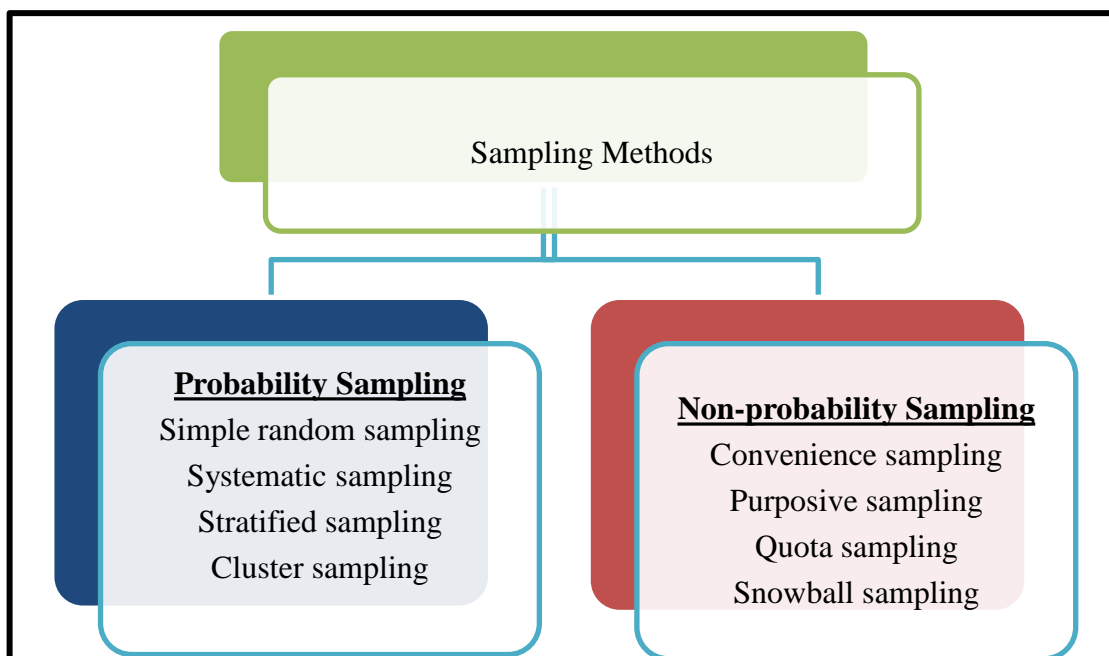 Sampling Methods
Probability Sampling
Simple random sampling
Systematic sampling
Stratified sampling
Cluster sampling
Non-probability Sampling
Convenience sampling
Purposive sampling
Quota sampling
Snowball sampling